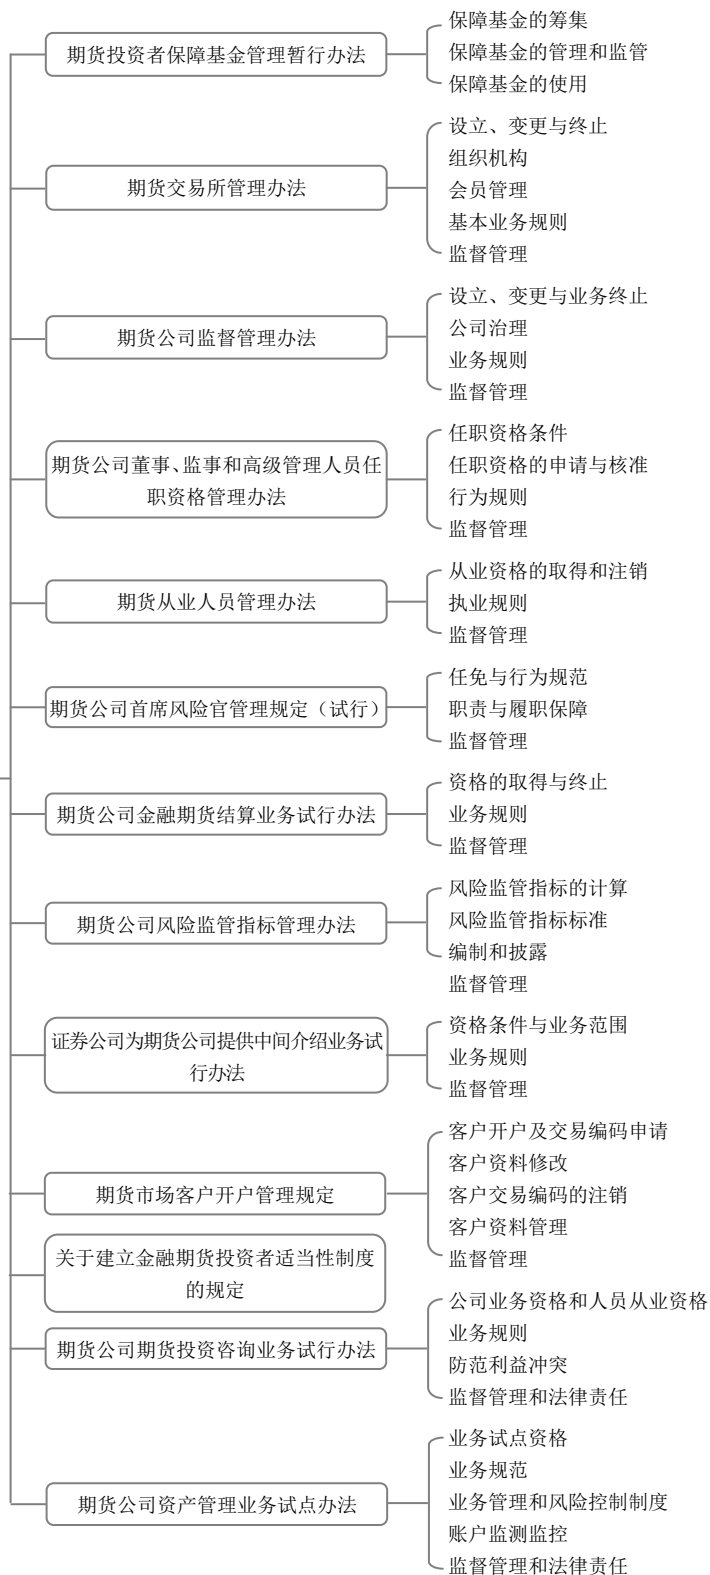 期货投资者保障基金管理暂行办法
保障基金的筹集
保障基金的管理和监管
保障基金的使用
期货交易所管理办法
设立、变更与终止
组织机构
会员管理
基本业务规则
监督管理
期货公司监督管理办法
设立、变更与业务终止
公司治理
业务规则
监督管理
期货公司董事、监事和高级管理人员任
职资格管理办法
任职资格条件
任职资格的申请与核准
行为规则
监督管理
期货从业人员管理办法
从业资格的取得和注销
执业规则
监督管理
期货公司首席风险官管理规定（试行）
任免与行为规范
职责与履职保障
监督管理
期货公司金融期货结算业务试行办法
资格的取得与终止
业务规则
监督管理
期货公司风险监管指标管理办法
风险监管指标的计算
风险监管指标标准
编制和披露
监督管理
证券公司为期货公司提供中间介绍业务试
行办法
资格条件与业务范围
业务规则
监督管理
期货市场客户开户管理规定
客户开户及交易编码申请
客户资料修改
客户交易编码的注销
客户资料管理
监督管理
关于建立金融期货投资者适当性制度
的规定
期货公司期货投资咨询业务试行办法
公司业务资格和人员从业资格
业务规则
防范利益冲突
监督管理和法律责任
期货公司资产管理业务试点办法
业务试点资格
业务规范
业务管理和风险控制制度
账户监测监控
监督管理和法律责任